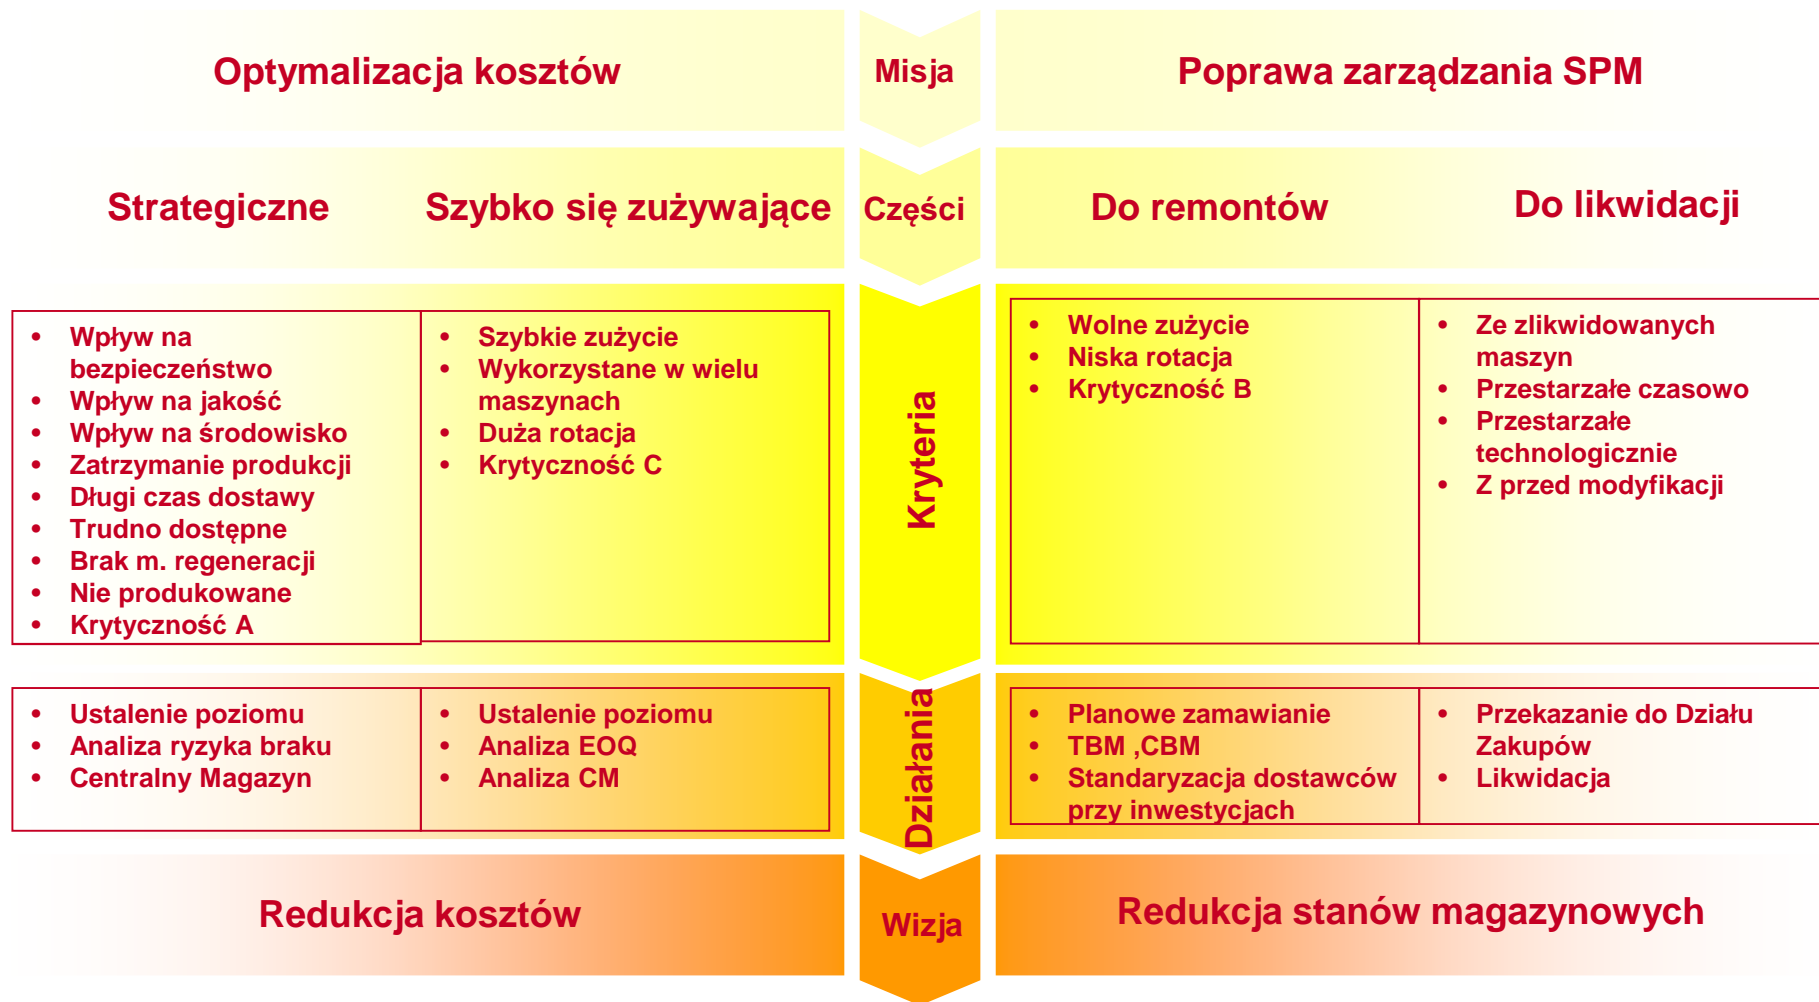 Optymalizacja kosztów
Misja
Poprawa zarządzania SPM
Strategiczne
Szybko się zużywające
Części
Do remontów
Do likwidacji
• Wpływ na
bezpieczeństwo
• Wpływ na jakość
• Wpływ na środowisko
• Zatrzymanie produkcji
• Długi czas dostawy
• Trudno dostępne
• Brak m. regeneracji
• Nie produkowane
• Krytyczność A
• Szybkie zużycie
• Wykorzystane w wielu
maszynach
• Duża rotacja
• Krytyczność C
Kryteria
• Wolne zużycie
• Niska rotacja
• Krytyczność B
• Ze zlikwidowanych
maszyn
• Przestarzałe czasowo
• Przestarzałe
technologicznie
• Z przed modyfikacji
• Ustalenie poziomu
• Analiza ryzyka braku
• Centralny Magazyn
• Ustalenie poziomu
• Analiza EOQ
• Analiza CM
Działania
• Planowe zamawianie
• TBM ,CBM
• Standaryzacja dostawców
przy inwestycjach
• Przekazanie do Działu
Zakupów
• Likwidacja
Redukcja kosztów
Wizja
Redukcja stanów magazynowych